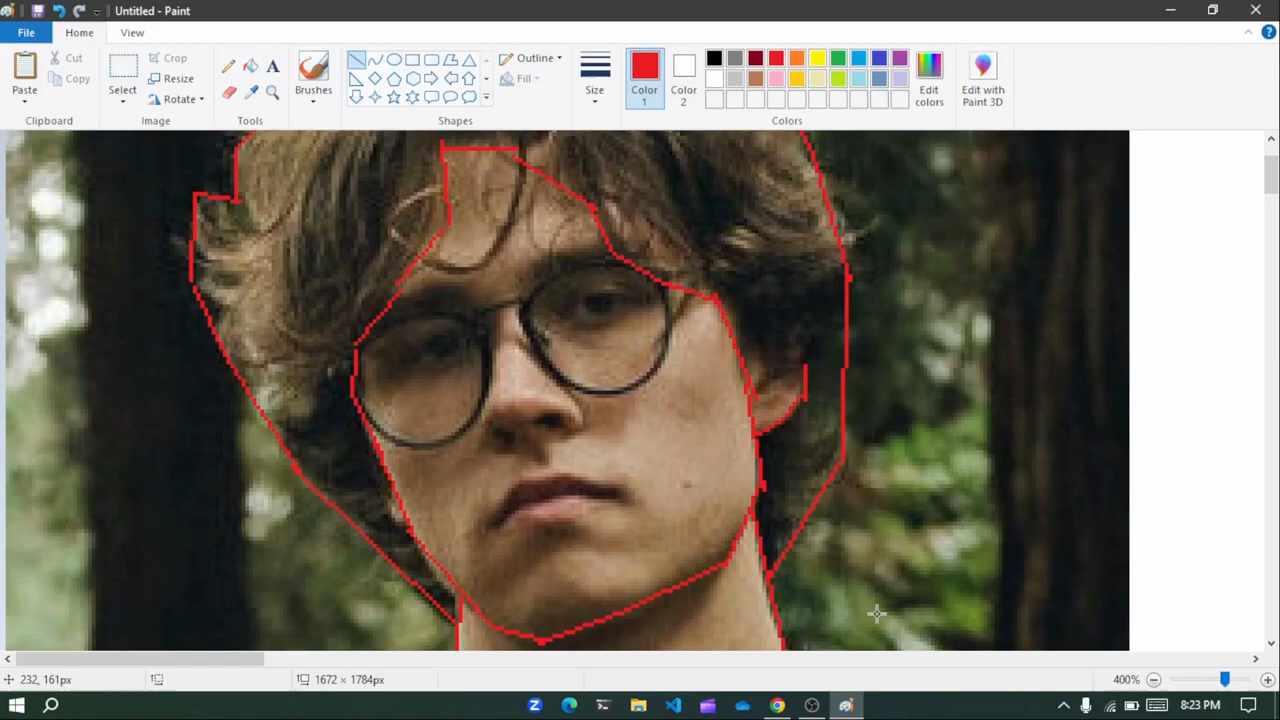 Untitled - Paint
File
Home
View
Paste
Cut
Copy
Clipboard
Select
Crop
Resize
Rotate
Image
A
Tools
Brushes
Outline
Fill
Shapes
Size
Color 1
Color 2
Edit colors
Edit with Paint 3D
Colors
232, 161px
1672 × 1784px
400%
8:23 PM